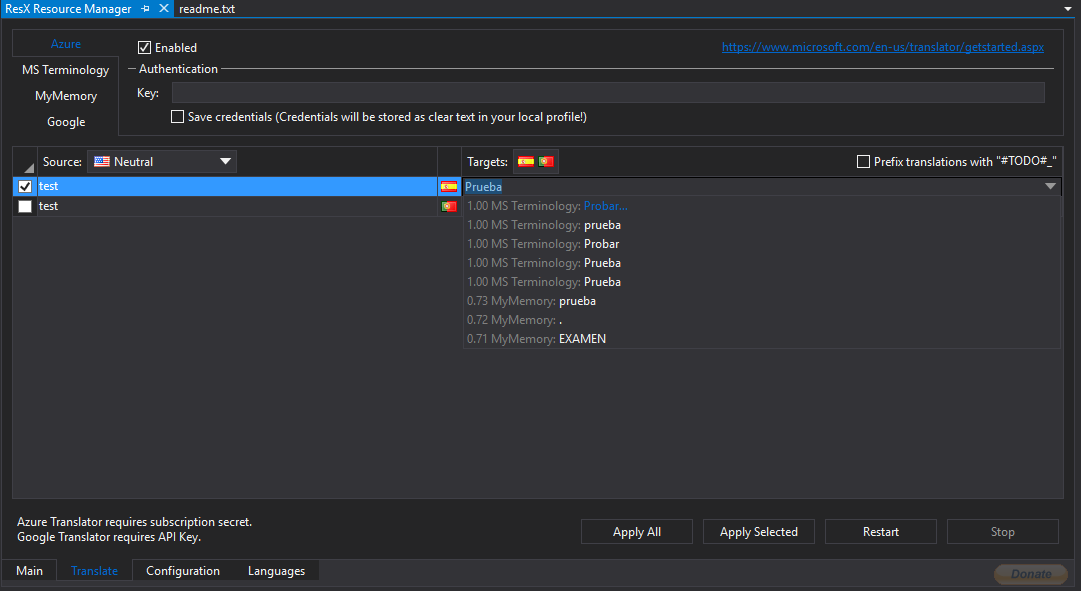 ResX Resource Manager
readme.txt
Azure
MS Terminology
MyMemory
Google
Enabled
https://www.microsoft.com/en-us/translator/getstarted.aspx
Authentication
Key:
Save credentials (Credentials will be stored as clear text in your local profile!)
Source: Neutral
Targets:
Prefix translations with "#TODO#_"
test
Prueba
test
1.00 MS Terminology: Probar...
1.00 MS Terminology: prueba
1.00 MS Terminology: Probar
1.00 MS Terminology: Prueba
1.00 MS Terminology: Prueba
0.73 MyMemory: prueba
0.72 MyMemory: .
0.71 MyMemory: EXAMEN
Azure Translator requires subscription secret.
Google Translator requires API Key.
Apply All
Apply Selected
Restart
Stop
Main
Translate
Configuration
Languages
Donate